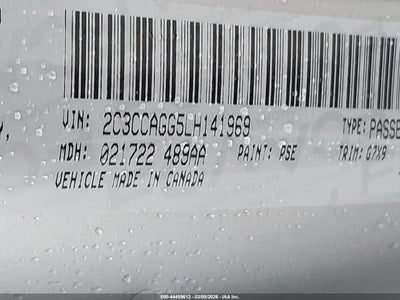 VIN: 2C3CCAGG5LH141969 TYPE: PASSE
Y, MDH: 021722 489AA PAINT: PSE TRIM: G7X9
VEHICLE MADE IN CANADA
000-44459612 - 03/09/2026 - IAA Inc.